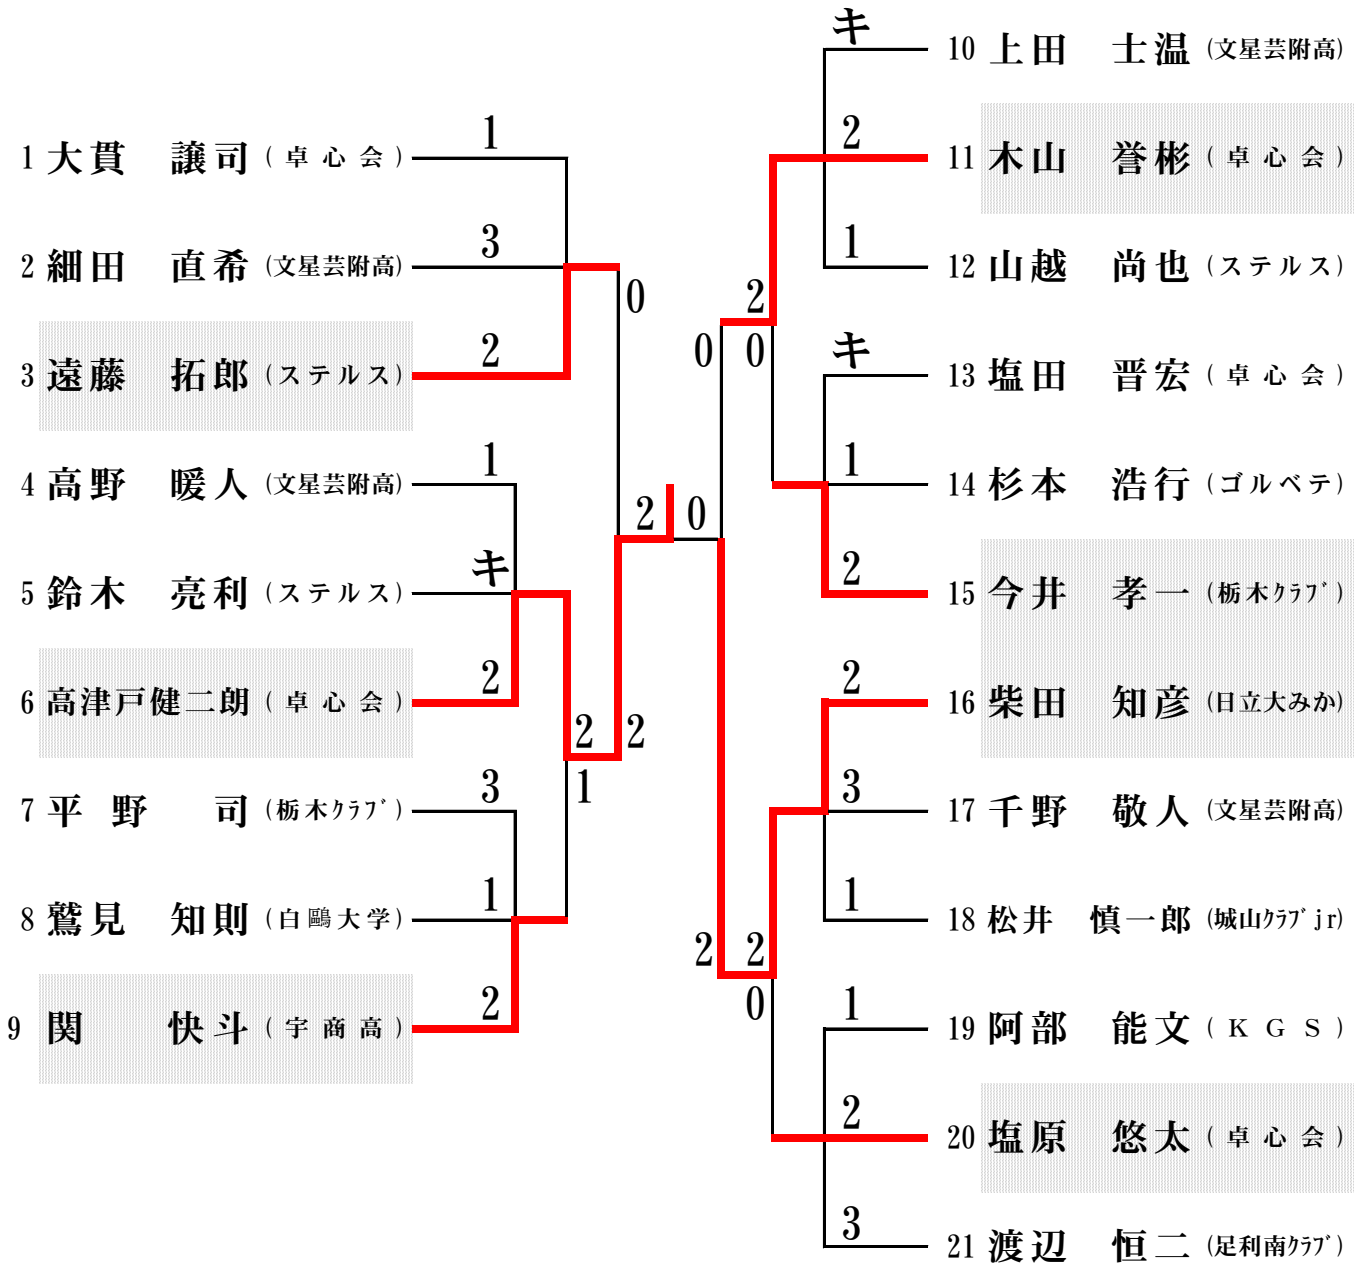 1 大貫 譲司 (卓心会) 1
2 細田 直希 (文星芸附高) 3
3 遠藤 拓郎 (ステルス) 2
0
4 高野 暖人 (文星芸附高) 1
5 鈴木 亮利 (ステルス) キ
6 高津戸健二朗 (卓心会) 2
2 2
1
7 平野 司 (栃木ｸﾗﾌﾞ) 3
8 鷲見 知則 (白鷗大学) 1
9 関 快斗 (宇商高) 2
2 0
キ 10 上田 士温 (文星芸附高)
2 11 木山 誉彬 (卓心会)
1 12 山越 尚也 (ステルス)
2
0 0
キ 13 塩田 晋宏 (卓心会)
1 14 杉本 浩行 (ゴルベテ)
2 15 今井 孝一 (栃木ｸﾗﾌﾞ)
2 16 柴田 知彦 (日立大みか)
3 17 千野 敬人 (文星芸附高)
1 18 松井 慎一郎 (城山ｸﾗﾌﾞjr)
2 2
0
1 19 阿部 能文 (ＫＧＳ)
2 20 塩原 悠太 (卓心会)
3 21 渡辺 恒二 (足利南ｸﾗﾌﾞ)